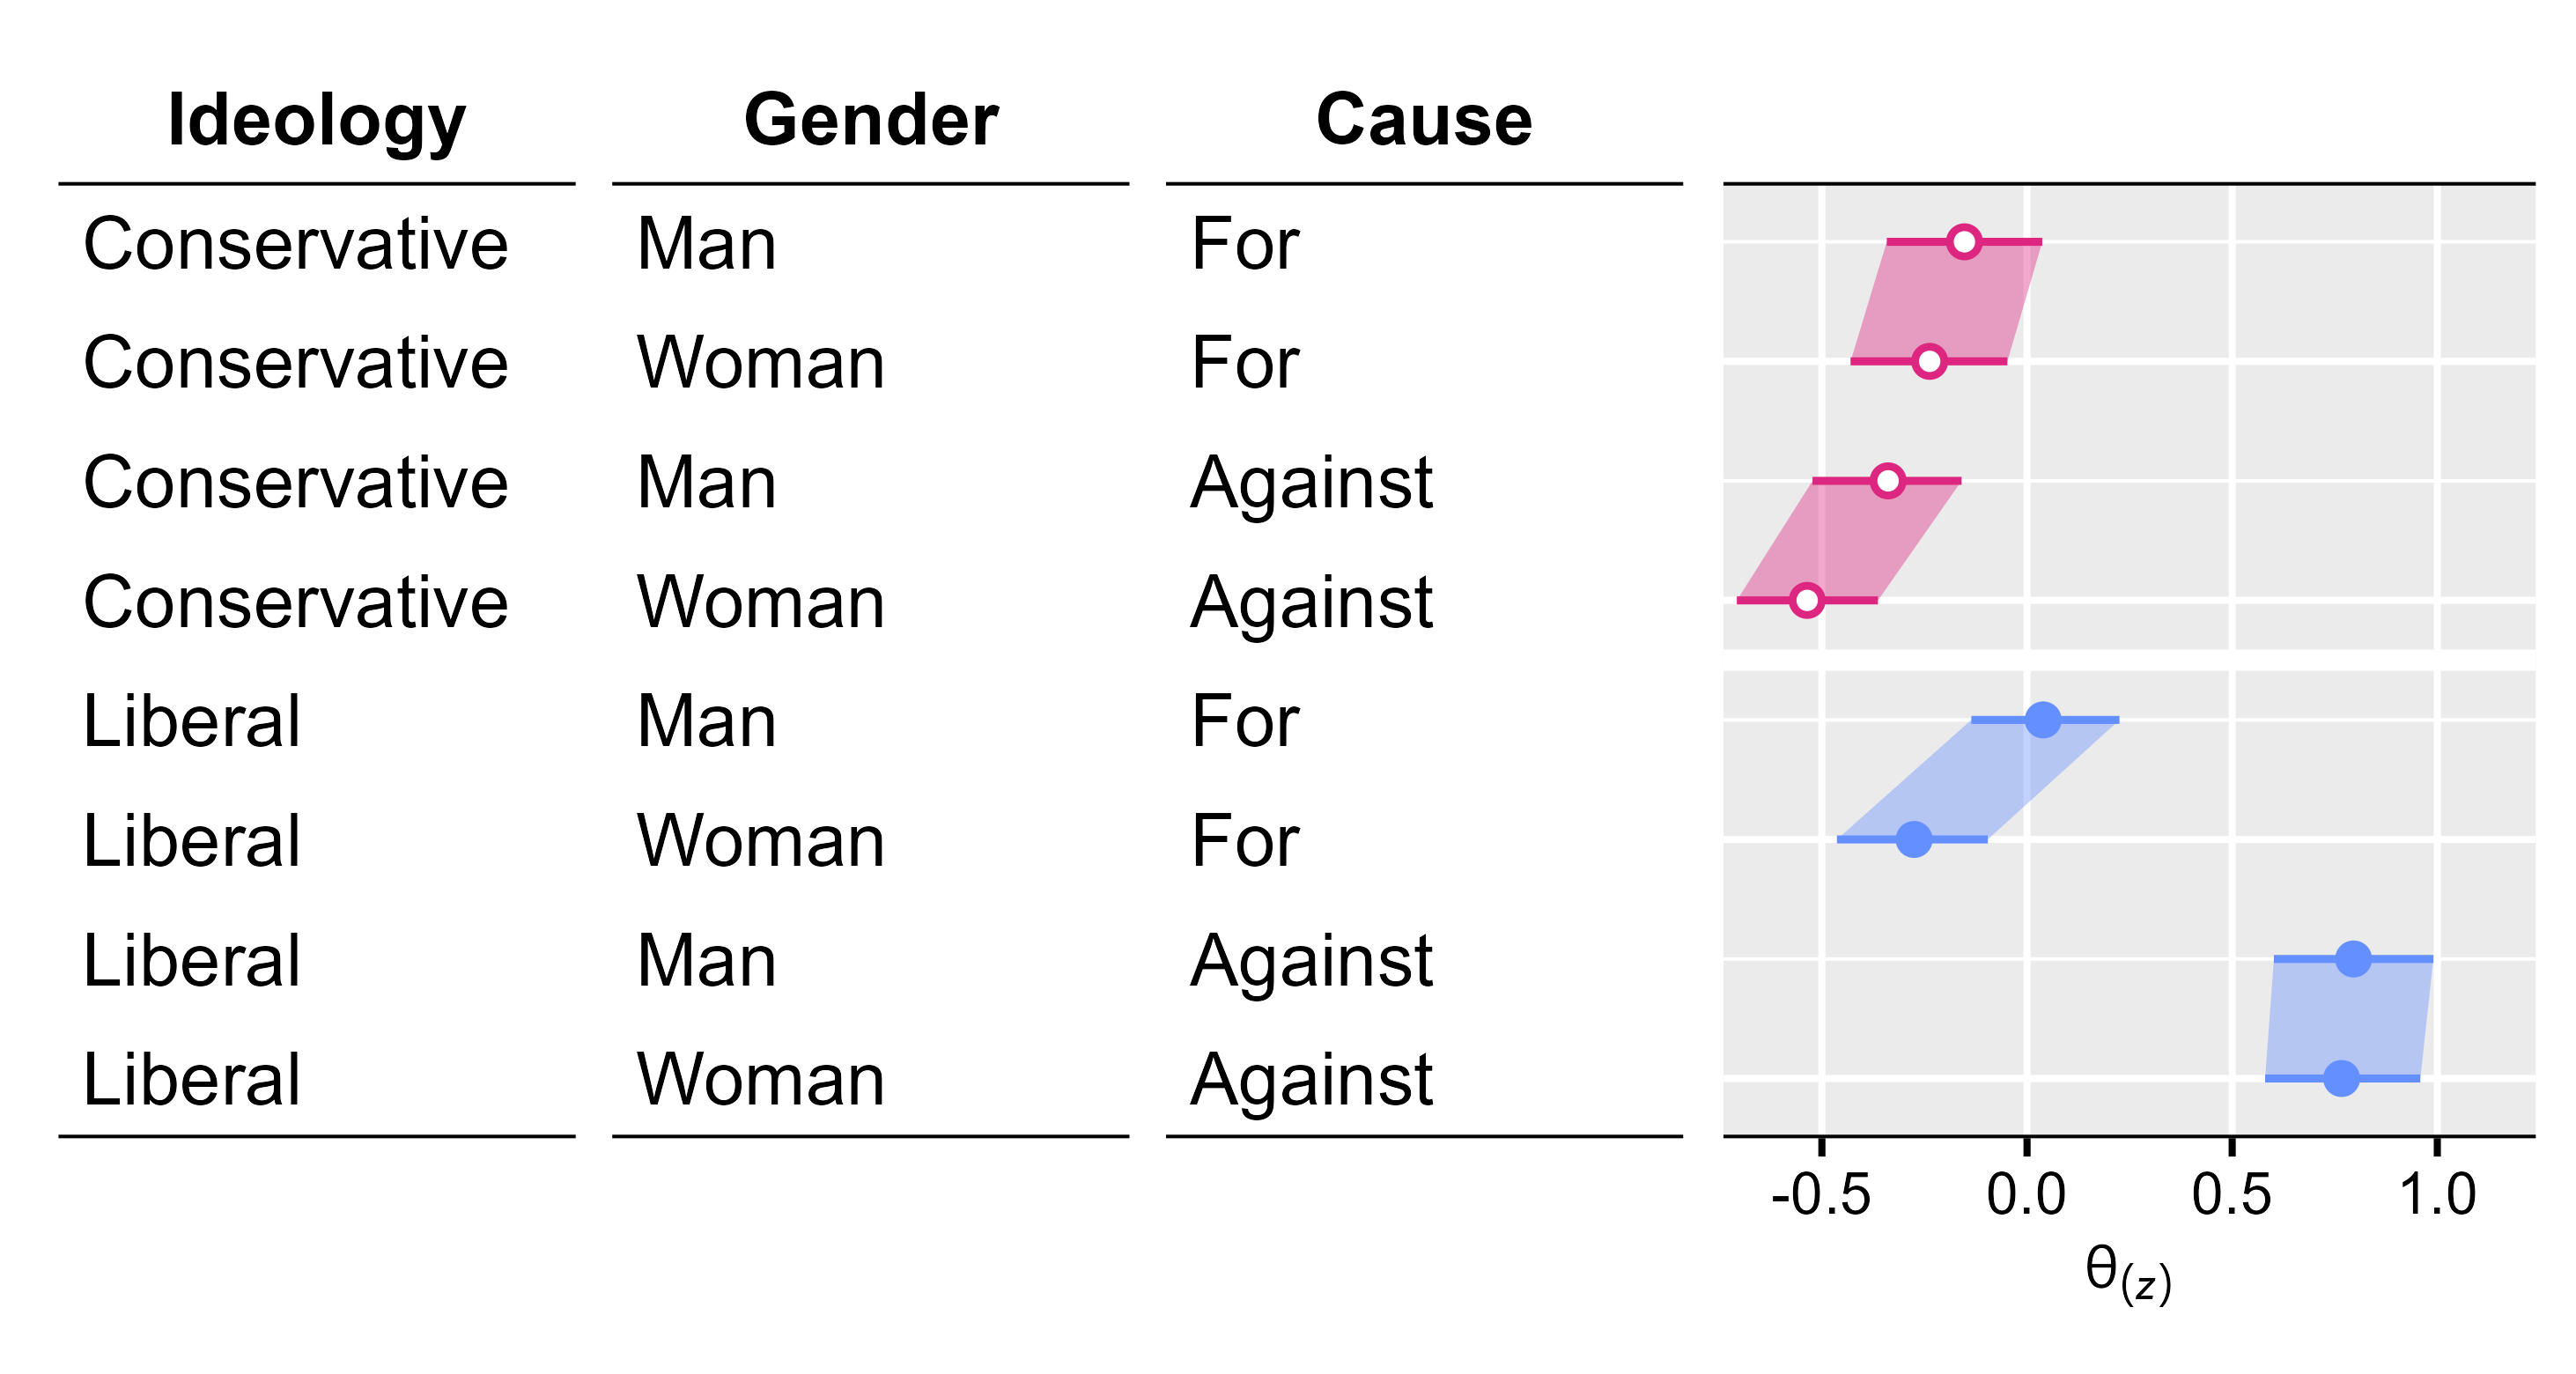 Ideology Gender Cause
Conservative Man For
Conservative Woman For
Conservative Man Against
Conservative Woman Against
Liberal Man For
Liberal Woman For
Liberal Man Against
Liberal Woman Against
-0.5 0.0 0.5 1.0
θ(z)